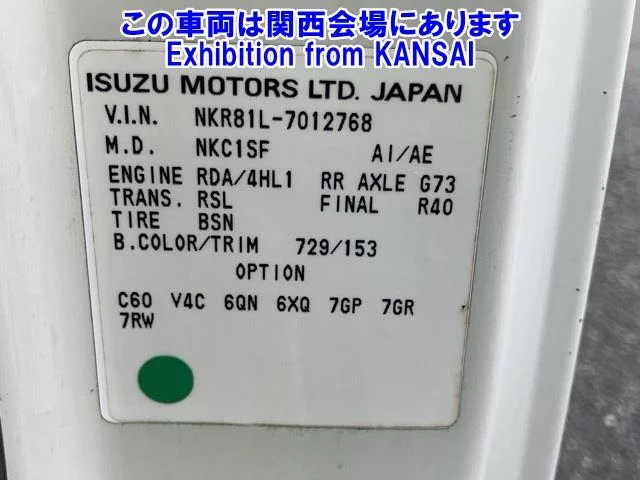 この車両は関西会場にあります
Exhibition from KANSAI
ISUZU MOTORS LTD. JAPAN
V.I.N. NKR81L-7012768
M.D. NKC1SF AI/AE
ENGINE RDA/4HL1 RR AXLE G73
TRANS. RSL FINAL R40
TIRE BSN
B.COLOR/TRIM 729/153
OPTION
C60 V4C 6QN 6XQ 7GP 7GR
7RW